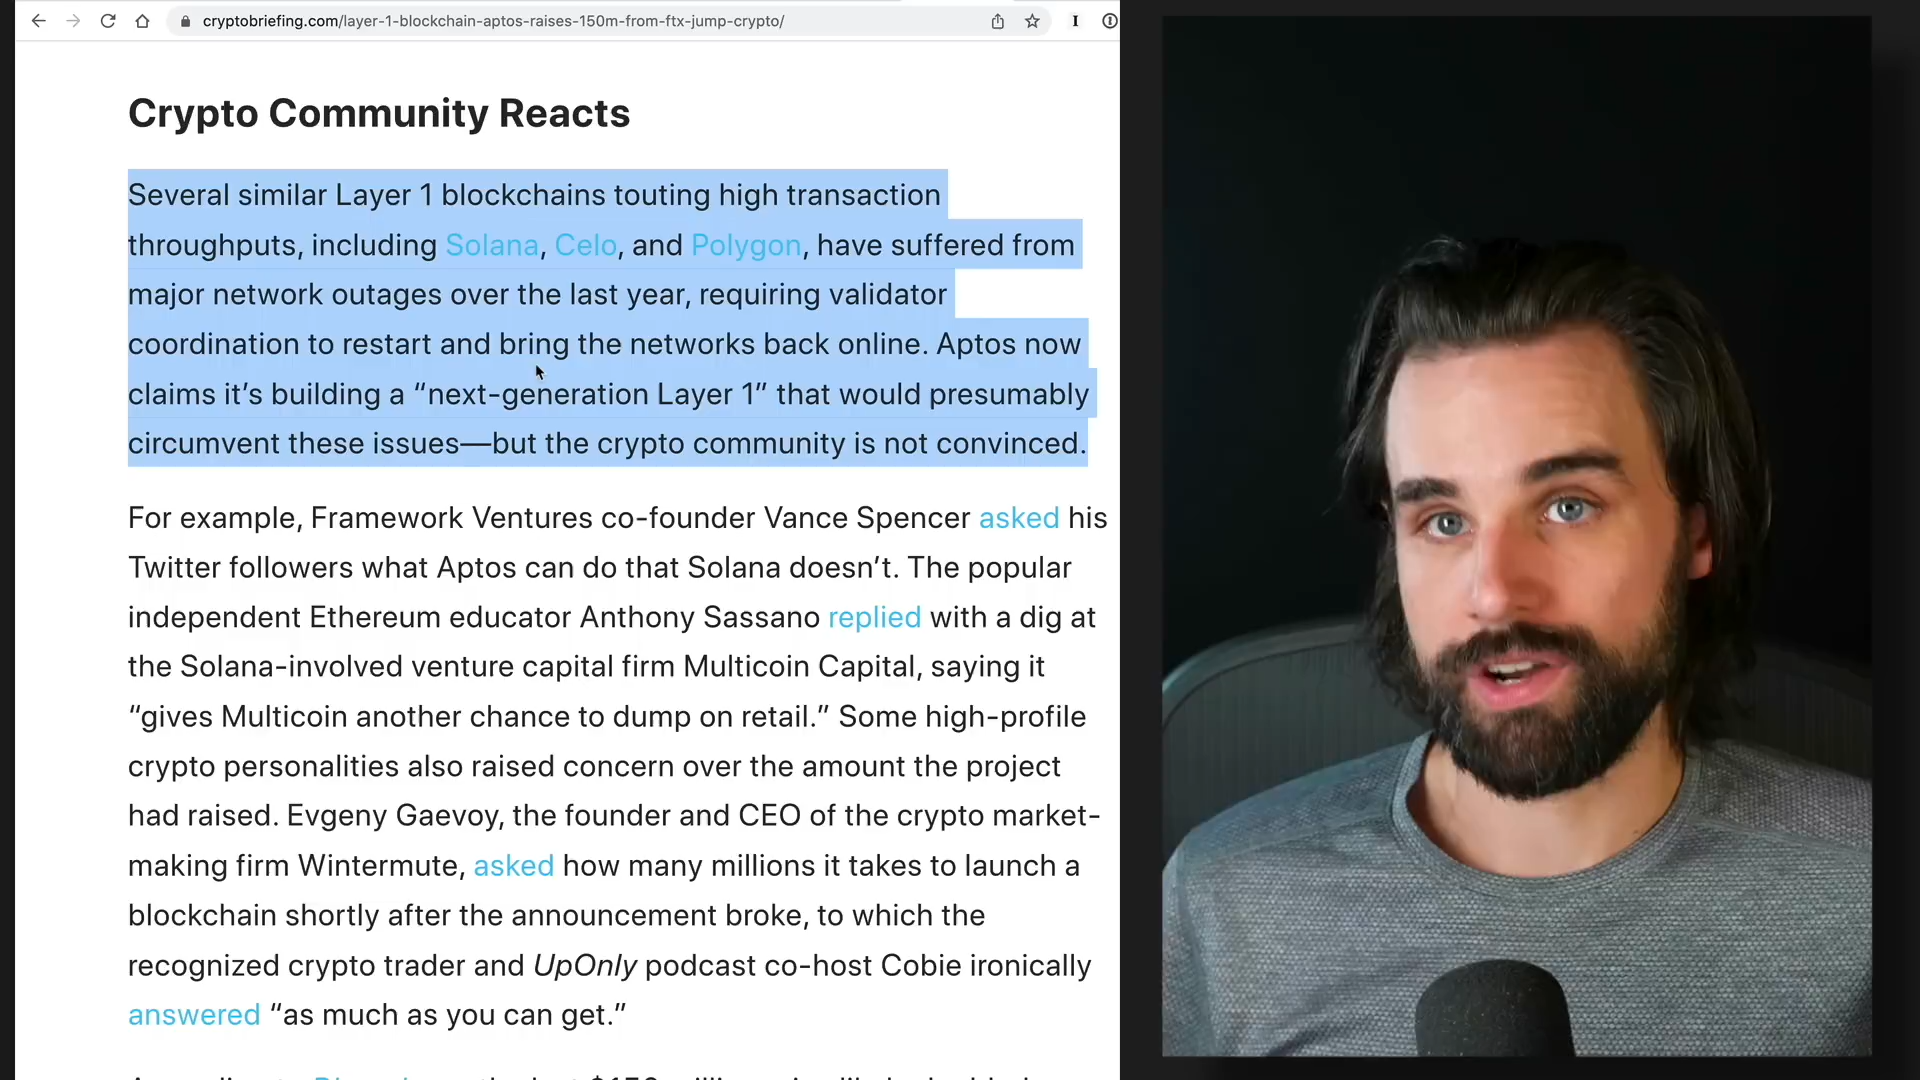 cryptobriefing.com/layer-1-blockchain-aptos-raises-150m-from-ftx-jump-crypto/
Crypto Community Reacts
Several similar Layer 1 blockchains touting high transaction
throughputs, including Solana, Celo, and Polygon, have suffered from
major network outages over the last year, requiring validator
coordination to restart and bring the networks back online. Aptos now
claims it’s building a “next-generation Layer 1” that would presumably
circumvent these issues—but the crypto community is not convinced.
For example, Framework Ventures co-founder Vance Spencer asked his
Twitter followers what Aptos can do that Solana doesn’t. The popular
independent Ethereum educator Anthony Sassano replied with a dig at
the Solana-involved venture capital firm Multicoin Capital, saying it
“gives Multicoin another chance to dump on retail.” Some high-profile
crypto personalities also raised concern over the amount the project
had raised. Evgeny Gaevoy, the founder and CEO of the crypto market-
making firm Wintermute, asked how many millions it takes to launch a
blockchain shortly after the announcement broke, to which the
recognized crypto trader and UpOnly podcast co-host Cobie ironically
answered “as much as you can get.”